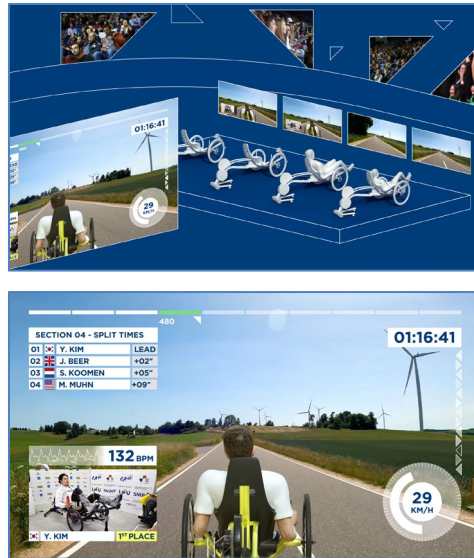 480
01:16:41
29
KM/H
480
01:16:41
SECTION 04 - SPLIT TIMES
01 Y. KIM LEAD
02 J. BEER +02"
03 S. KOOMEN +05"
04 M. MUHN +09"
132 BPM
29
KM/H
Y. KIM 1ST PLACE